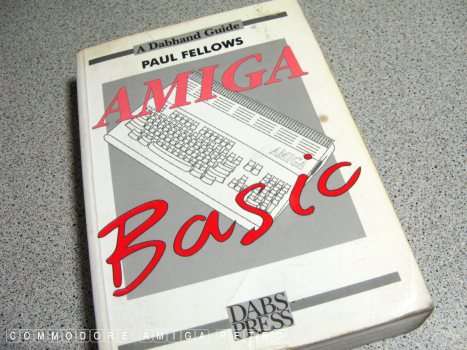 A Dabhand Guide
PAUL FELLOWS
AMIGA
AMIGA
Basic
DABS
PRESS
COMMODORE AMIGA RETRO